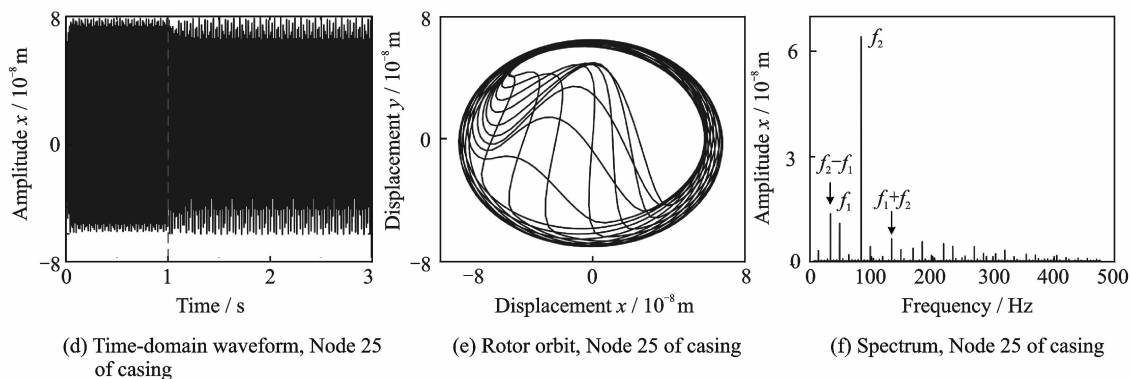 8
0
−8
Amplitude x / 10⁻⁸ m
0
1
2
3
Time / s
(d) Time-domain waveform, Node 25
of casing
8
4
0
−4
8
Displacement y / 10⁻⁸ m
−8
0
8
Displacement x / 10⁻⁸ m
(e) Rotor orbit, Node 25 of casing
6
3
0
Amplitude x / 10⁻⁸ m
f₂
f₂−f₁
f₁
f₁+f₂
0
100
200
300
400
500
Frequency / Hz
(f) Spectrum, Node 25 of casing